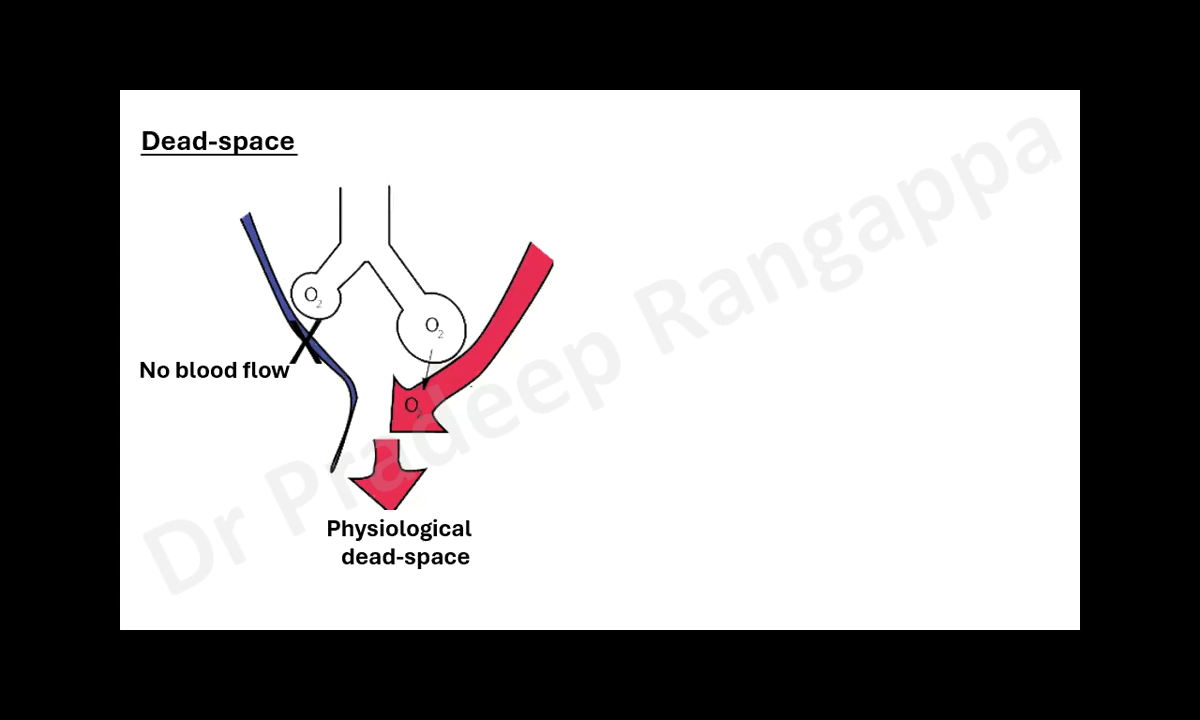 Dead-space
O2
O2
No blood flow
O2
Physiological
dead-space
Dr Pradeep Rangappa